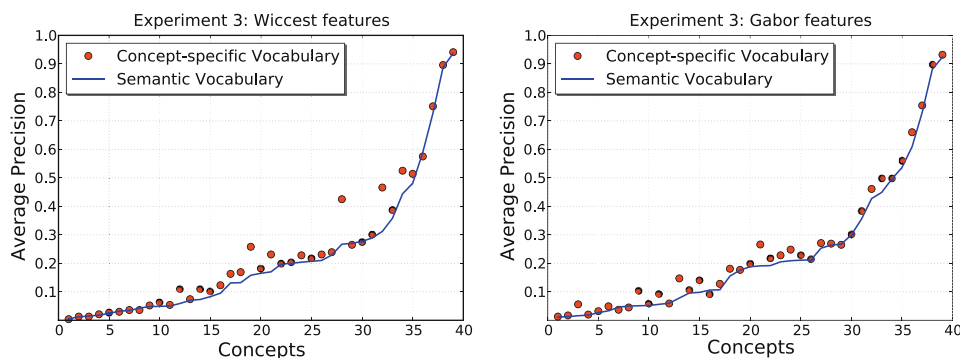 Experiment 3: Wiccest features
1.0
0.9
0.8
0.7
0.6
0.5
0.4
0.3
0.2
0.1
Average Precision
Concept-specific Vocabulary
Semantic Vocabulary
0 5 10 15 20 25 30 35 40
Concepts
Experiment 3: Gabor features
1.0
0.9
0.8
0.7
0.6
0.5
0.4
0.3
0.2
0.1
Average Precision
Concept-specific Vocabulary
Semantic Vocabulary
0 5 10 15 20 25 30 35 40
Concepts